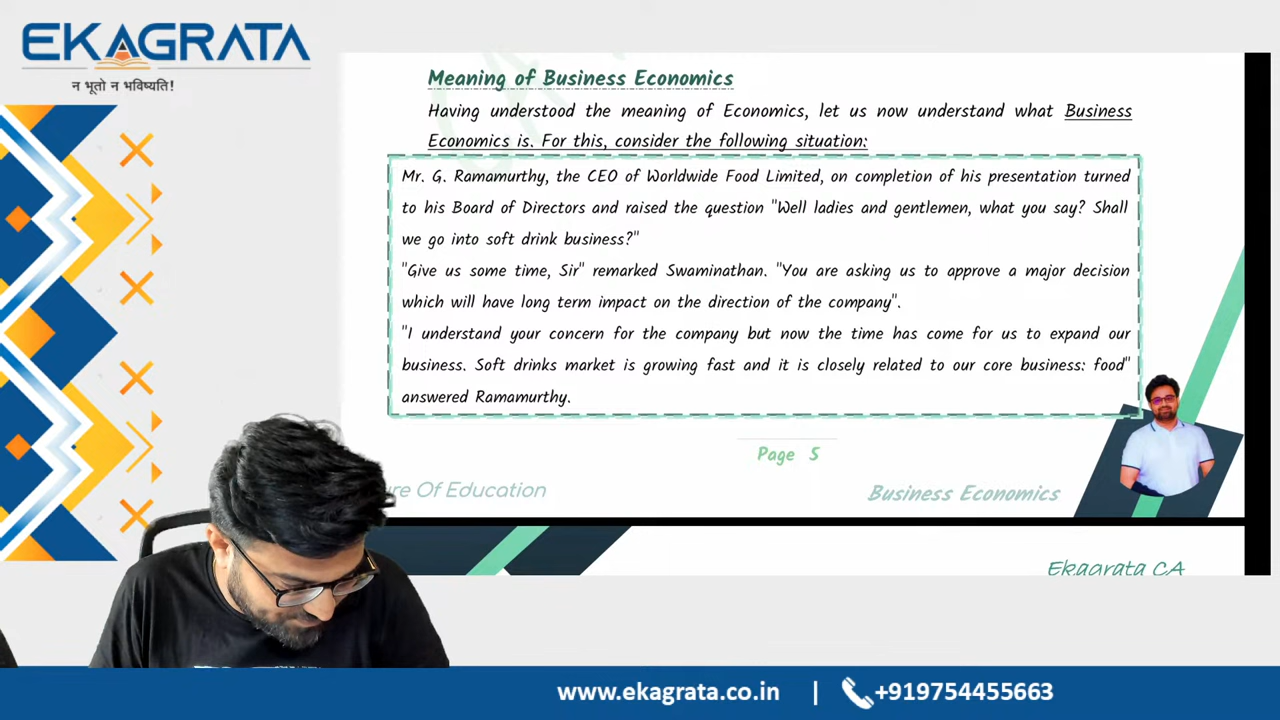 EKAGRATA
न भूतो न भविष्यति!
Meaning of Business Economics
Having understood the meaning of Economics, let us now understand what Business
Economics is. For this, consider the following situation:
Mr. G. Ramamurthy, the CEO of Worldwide Food Limited, on completion of his presentation turned
to his Board of Directors and raised the question "Well ladies and gentlemen, what you say? Shall
we go into soft drink business?"
"Give us some time, Sir" remarked Swaminathan. "You are asking us to approve a major decision
which will have long term impact on the direction of the company".
"I understand your concern for the company but now the time has come for us to expand our
business. Soft drinks market is growing fast and it is closely related to our core business: food"
answered Ramamurthy.
Page 5
ure Of Education
Business Economics
Ekagrata CA
www.ekagrata.co.in | +919754455663